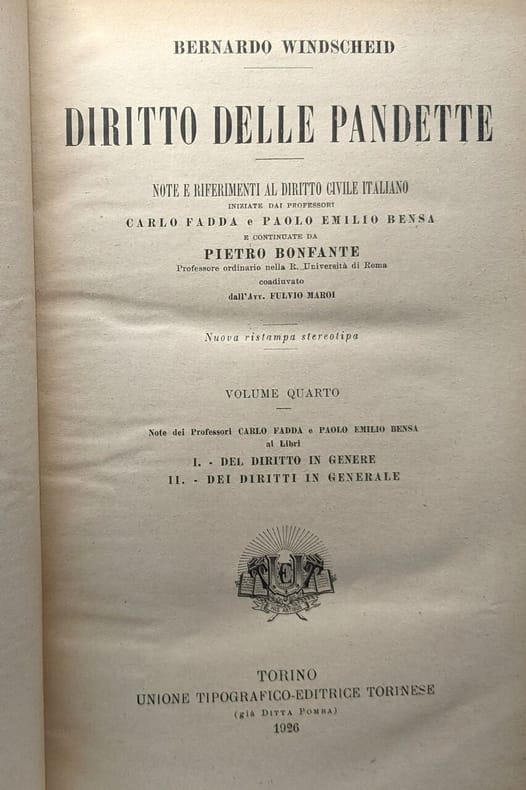 BERNARDO WINDSCHEID
DIRITTO DELLE PANDETTE
NOTE E RIFERIMENTI AL DIRITTO CIVILE ITALIANO
INIZIATE DAI PROFESSORI
CARLO FADDA e PAOLO EMILIO BENSA
E CONTINUATE DA
PIETRO BONFANTE
Professore ordinario nella R. Università di Roma
coadiuvato
dall'Avv. FULVIO MAROI
Nuova ristampa stereotipa
VOLUME QUARTO
Note dei Professori CARLO FADDA e PAOLO EMILIO BENSA
ai Libri
I. - DEL DIRITTO IN GENERE
II. - DEI DIRITTI IN GENERALE
TORINO
UNIONE TIPOGRAFICO-EDITRICE TORINESE
(già DITTA POMBA)
1926